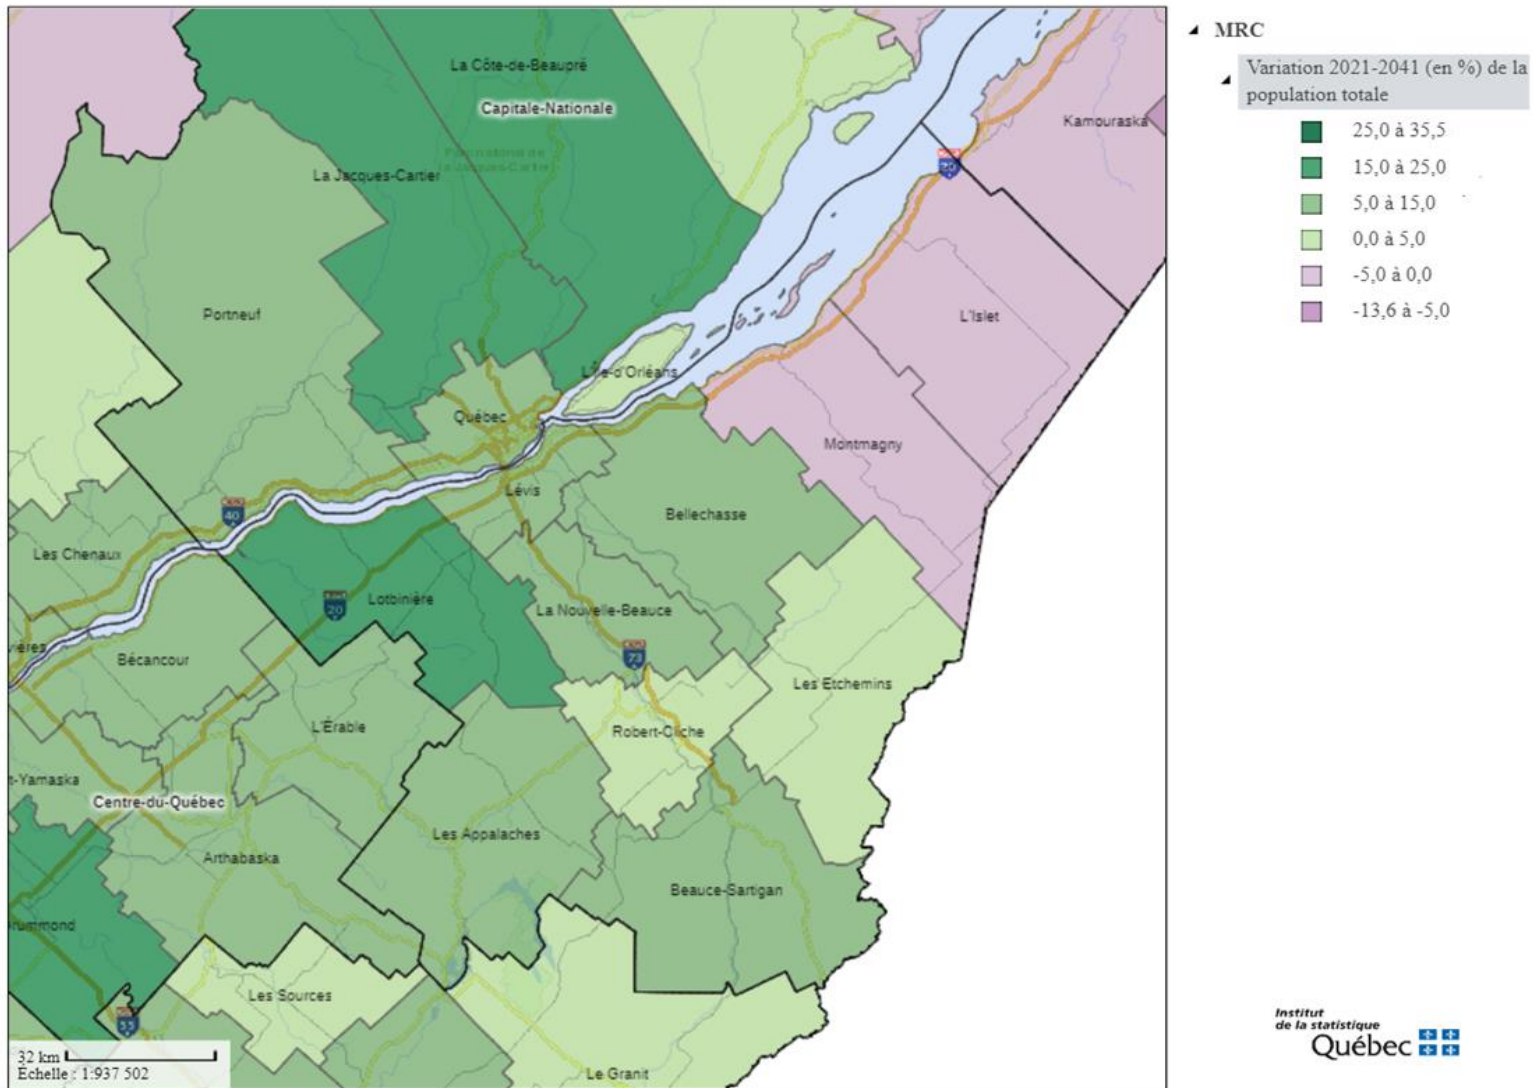 La Côte-de-Beaupré
Capitale-Nationale
La Jacques-Cartier
Kamouraska
20
Portneuf
L'Islet
L'Île-d'Orléans
Québec
Montmagny
Lévis
Bellechasse
40
Les Chenaux
20
Lotbinière
La Nouvelle-Beauce
vières
Bécancour
73
Les Etchemins
L'Érable
Robert-Cliche
t-Yamaska
Centre-du-Québec
Les Appalaches
Arthabaska
Beauce-Sartigan
rummond
Les Sources
55
Le Granit
32 km
Échelle : 1:937 502
MRC
Variation 2021-2041 (en %) de la
population totale
25,0 à 35,5
15,0 à 25,0
5,0 à 15,0
0,0 à 5,0
-5,0 à 0,0
-13,6 à -5,0
Institut
de la statistique
Québec